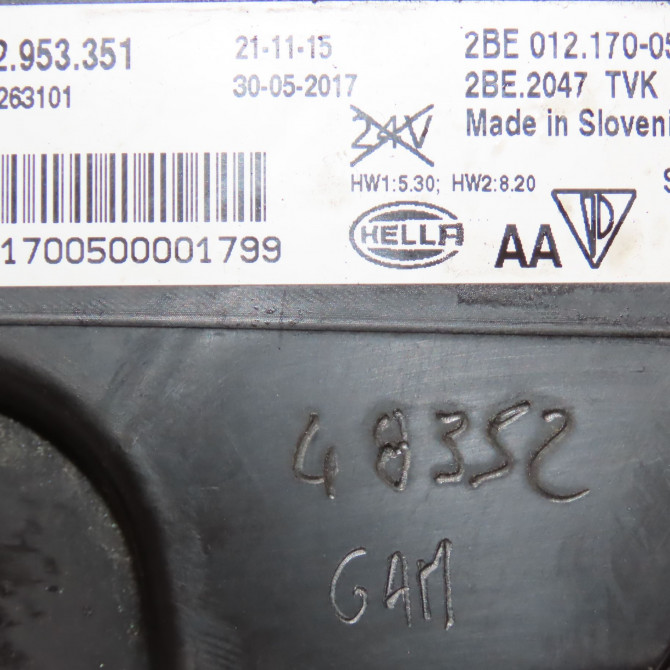 2.953.351 21-11-15 2BE 012.170-05
263101 30-05-2017 2BE.2047 TVK
24V Made in Sloveni
HW1:5.30; HW2:8.20 S
1700500001799 HELLA AA D
48352
GAM